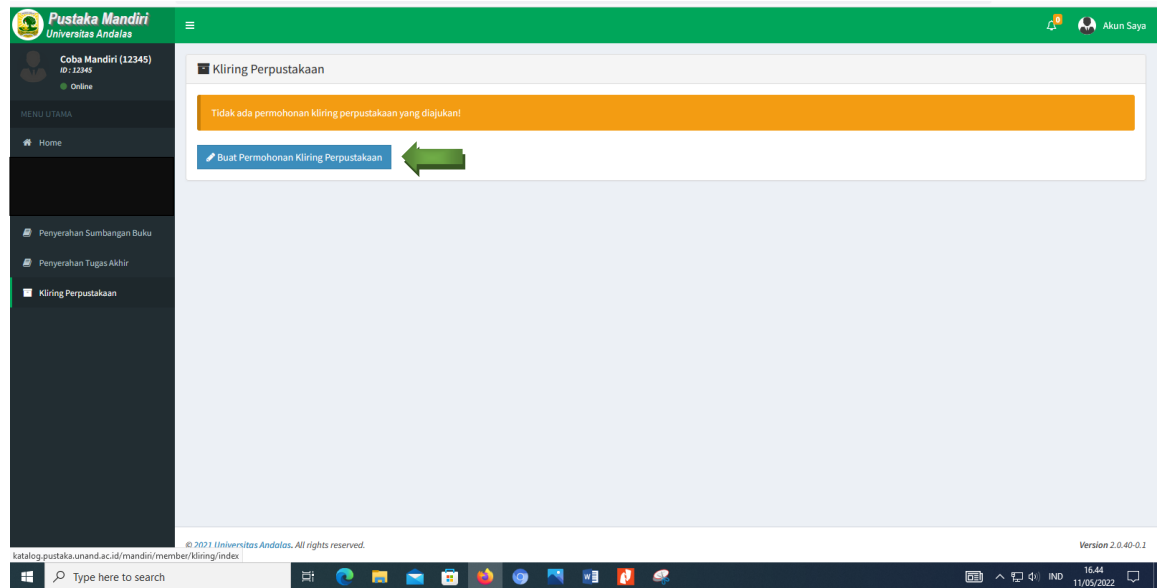 Pustaka Mandiri
Universitas Andalas
0
Akun Saya
Coba Mandiri (12345)
ID : 12345
Online
MENU UTAMA
Home
Penyerahan Sumbangan Buku
Penyerahan Tugas Akhir
Kliring Perpustakaan
Kliring Perpustakaan
Tidak ada permohonan kliring perpustakaan yang diajukan!
Buat Permohonan Kliring Perpustakaan
© 2021 Universitas Andalas. All rights reserved.
Version 2.0.40-0.1
katalog.pustaka.unand.ac.id/mandiri/member/kliring/index
Type here to search
IND
16.44
11/05/2022